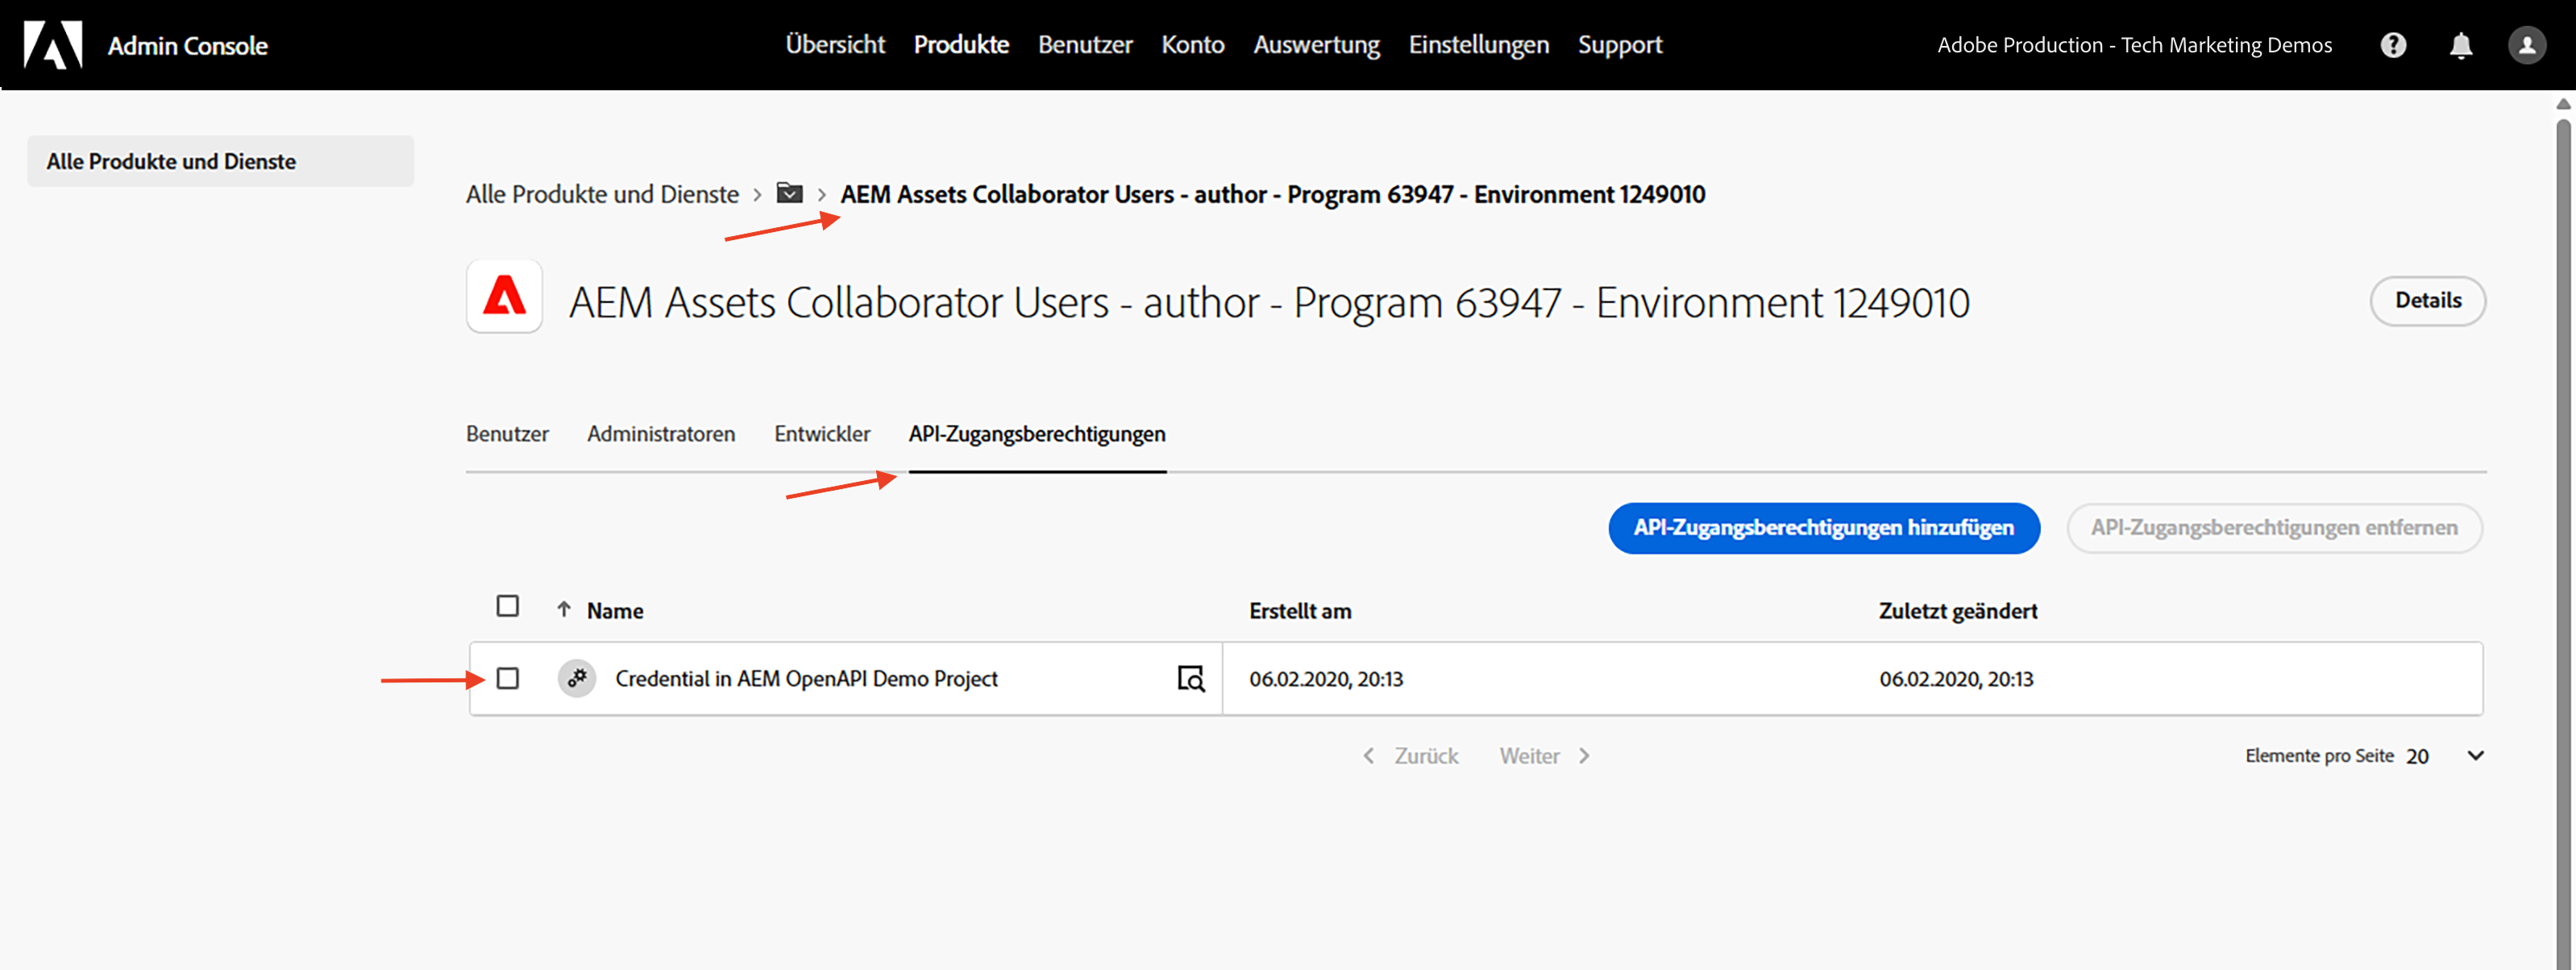 Admin Console
Übersicht Produkte Benutzer Konto Auswertung Einstellungen Support
Adobe Production - Tech Marketing Demos
Alle Produkte und Dienste
Alle Produkte und Dienste > > AEM Assets Collaborator Users - author - Program 63947 - Environment 1249010
AEM Assets Collaborator Users - author - Program 63947 - Environment 1249010
Details
Benutzer Administratoren Entwickler API-Zugangsberechtigungen
API-Zugangsberechtigungen hinzufügen API-Zugangsberechtigungen entfernen
Name Erstellt am Zuletzt geändert
Credential in AEM OpenAPI Demo Project 06.02.2020, 20:13 06.02.2020, 20:13
Zurück Weiter
Elemente pro Seite 20